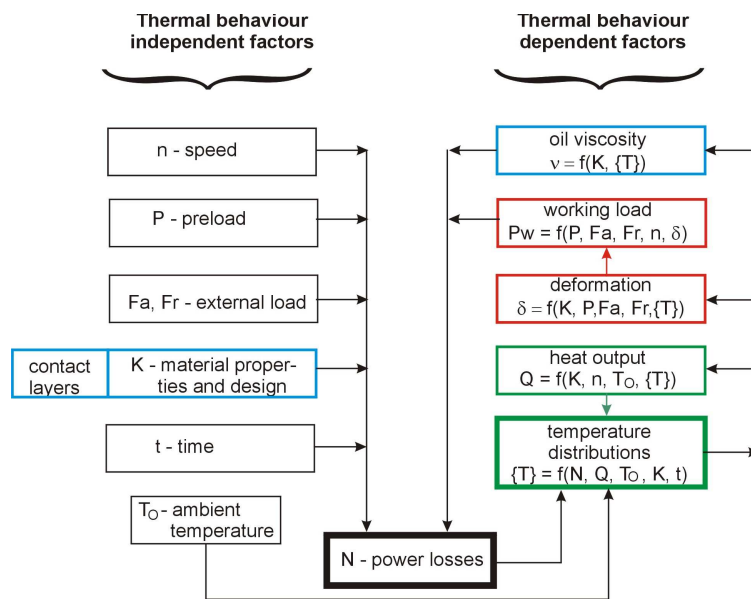 Thermal behaviour
independent factors
n - speed
P - preload
Fa, Fr - external load
contact
layers
K - material proper-
ties and design
t - time
TO- ambient
temperature
N - power losses
Thermal behaviour
dependent factors
oil viscosity
ν = f(K, {T})
working load
Pw = f(P, Fa, Fr, n, δ)
deformation
δ = f(K, P,Fa, Fr,{T})
heat output
Q = f(K, n, TO, {T})
temperature
distributions
{T} = f(N, Q, TO, K, t)